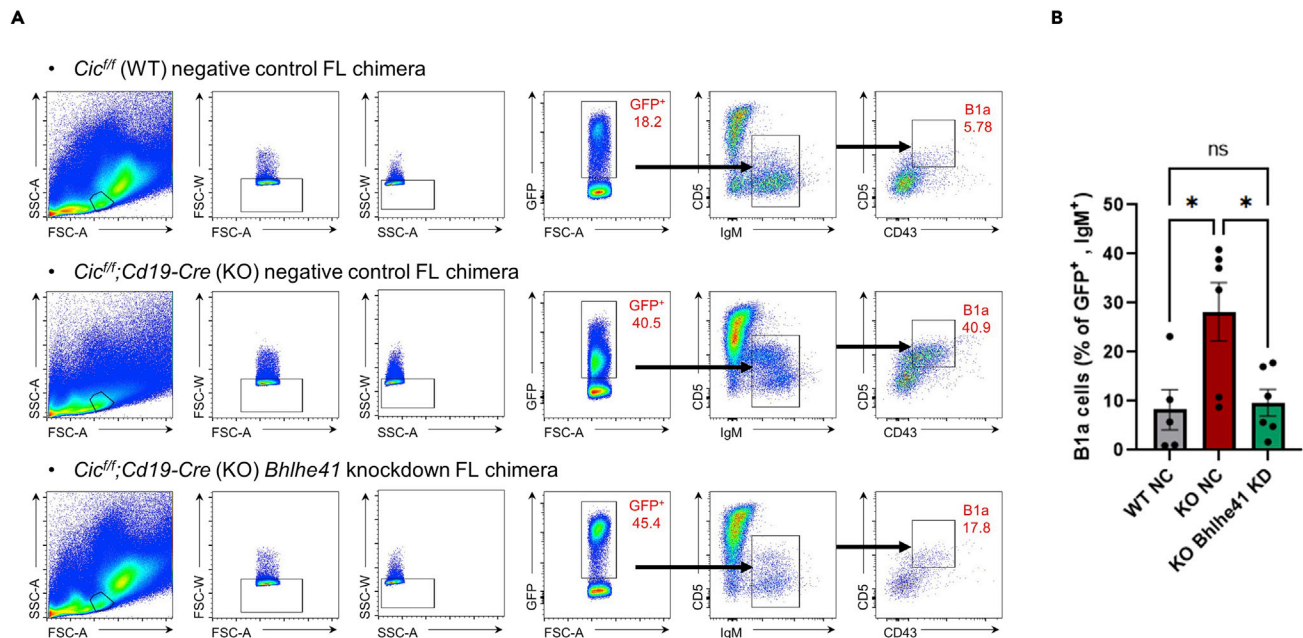 A
B
• Cic^f/f (WT) negative control FL chimera
SSC-A
FSC-A
FSC-W
FSC-A
SSC-W
SSC-A
GFP
FSC-A
GFP⁺
18.2
CD5
IgM
CD5
CD43
B1a
5.78
• Cic^f/f;Cd19-Cre (KO) negative control FL chimera
SSC-A
FSC-A
FSC-W
FSC-A
SSC-W
SSC-A
GFP
FSC-A
GFP⁺
40.5
CD5
IgM
CD5
CD43
B1a
40.9
• Cic^f/f;Cd19-Cre (KO) Bhlhe41 knockdown FL chimera
SSC-A
FSC-A
FSC-W
FSC-A
SSC-W
SSC-A
GFP
FSC-A
GFP⁺
45.4
CD5
IgM
CD5
CD43
B1a
17.8
ns
* *
B1a cells (% of GFP⁺, IgM⁺)
50
40
30
20
10
0
WT NC
KO NC
KO Bhlhe41 KD